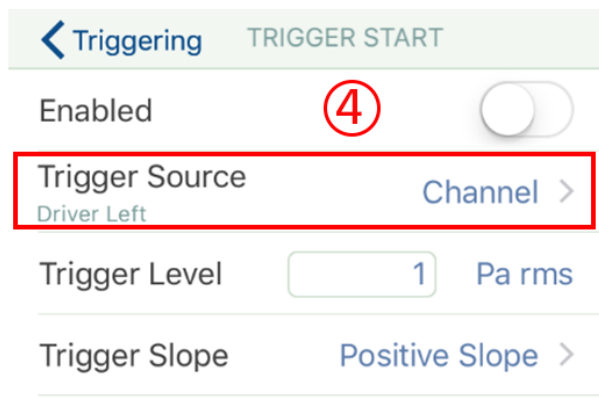 Triggering TRIGGER START
Enabled ④
Trigger Source Channel
Driver Left
Trigger Level 1 Pa rms
Trigger Slope Positive Slope